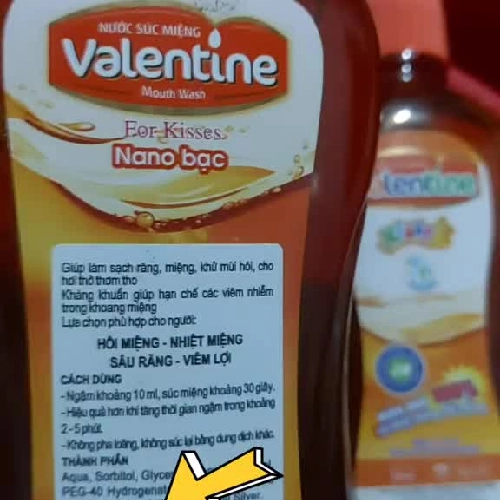 NƯỚC SÚC MIỆNG
Valentine
Mouth Wash
For Kisses
Nano bạc
Giúp làm sạch răng, miệng, khử mùi hôi, cho
hơi thở thơm tho
Kháng khuẩn giúp hạn chế các viêm nhiễm
trong khoang miệng
Lựa chọn phù hợp cho người:
HÔI MIỆNG - NHIỆT MIỆNG
SÂU RĂNG - VIÊM LỢI
CÁCH DÙNG
- Ngậm khoảng 10 ml, súc miệng khoảng 30 giây.
- Hiệu quả hơn khi tăng thời gian ngậm trong khoảng
2 - 5 phút.
- Không pha loãng, không súc lại bằng dung dịch khác
THÀNH PHẦN
Aqua, Sorbitol,
PEG-40
Silver.
lentine